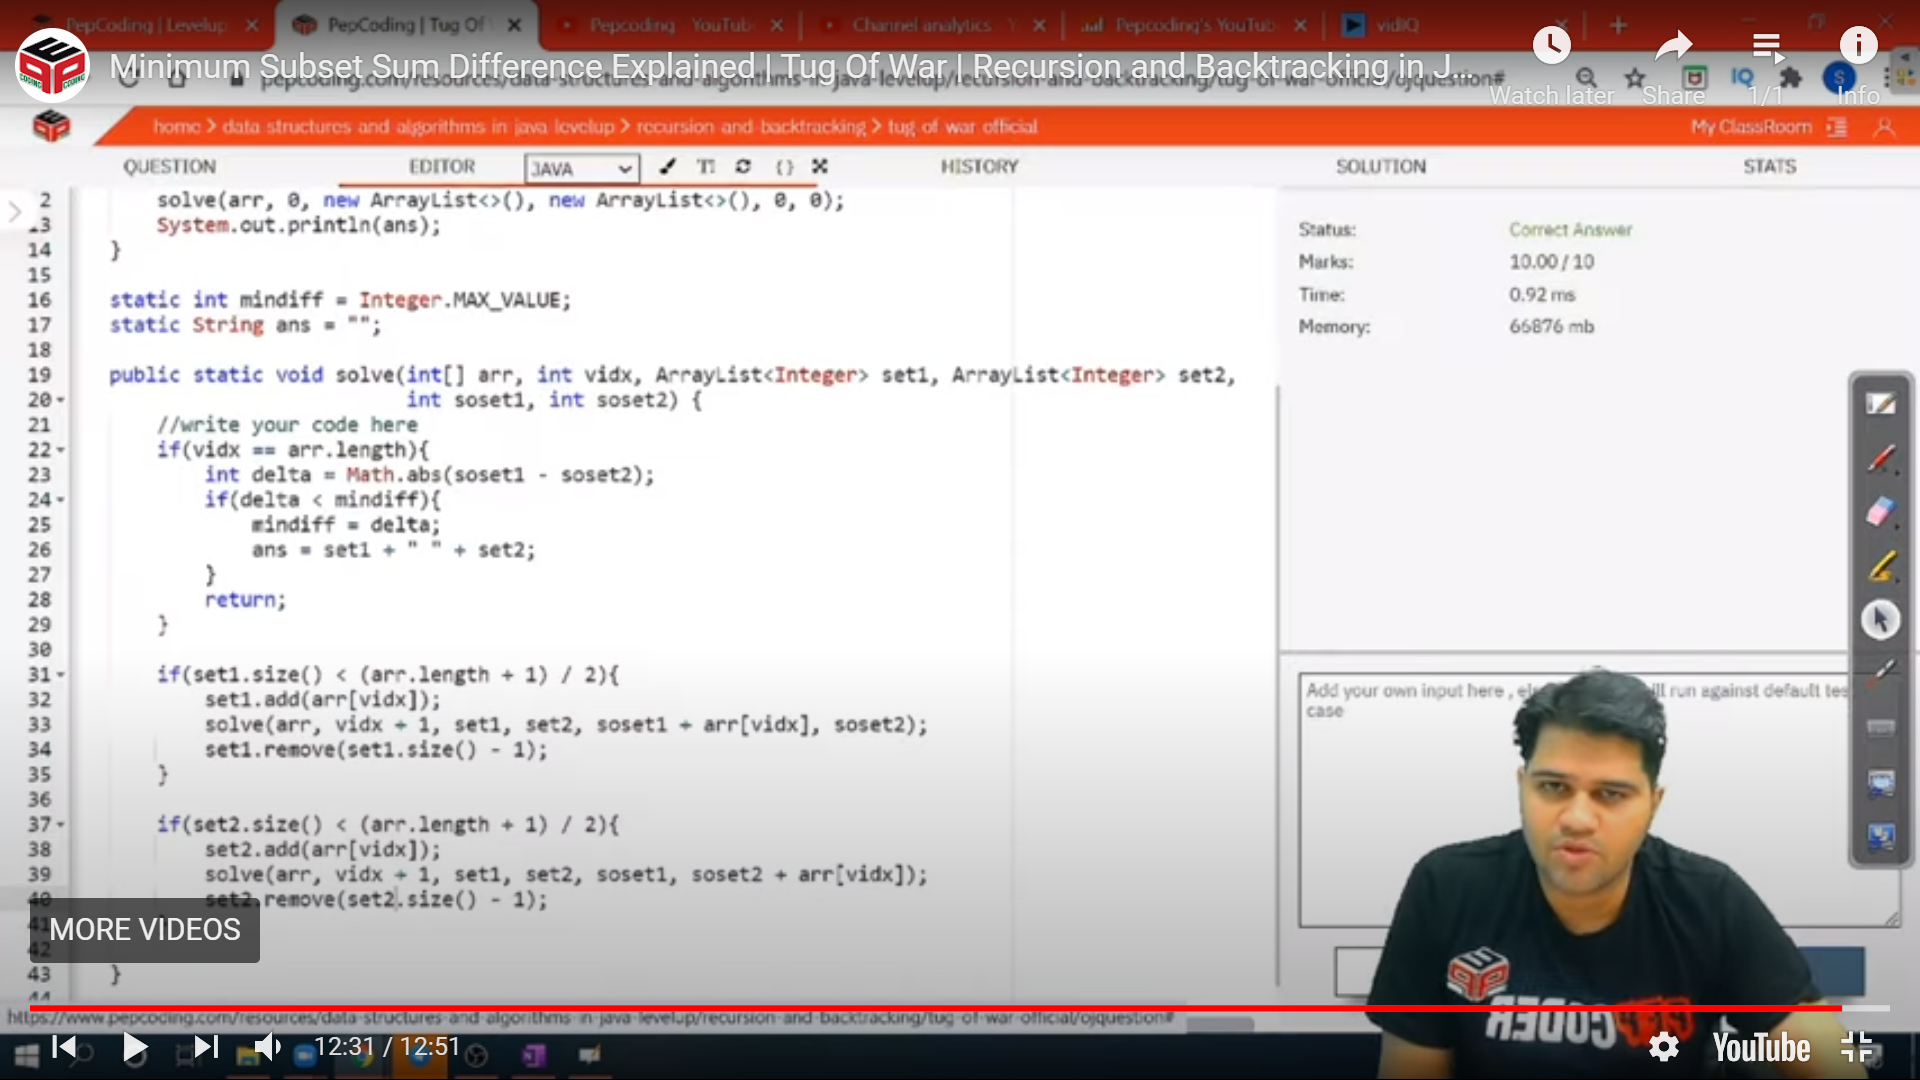 PepCoding | Levelup
PepCoding | Tug Of
Pepcoding YouTub
Channel analytics
Pepcoding's YouTub
vidIQ
Minimum Subset Sum Difference Explained | Tug Of War | Recursion and Backtracking in J...
pepcoding.com/resources/data-structures-and-algorithms-in-java-levelup/recursion-and-backtracking/tug-of-war-official/ojquestion#
Watch later
Share
1/1
Info
home > data structures and algorithms in java levelup > recursion and backtracking > tug of war official
My ClassRoom
QUESTION
EDITOR
JAVA
HISTORY
SOLUTION
STATS
2 solve(arr, 0, new ArrayList<>(), new ArrayList<>(), 0, 0);
13 System.out.println(ans);
14 }
15
16 static int mindiff = Integer.MAX_VALUE;
17 static String ans = "";
18
19 public static void solve(int[] arr, int vidx, ArrayList<Integer> set1, ArrayList<Integer> set2,
20 int soset1, int soset2) {
21 //write your code here
22 if(vidx == arr.length){
23 int delta = Math.abs(soset1 - soset2);
24 if(delta < mindiff){
25 mindiff = delta;
26 ans = set1 + " " + set2;
27 }
28 return;
29 }
30
31 if(set1.size() < (arr.length + 1) / 2){
32 set1.add(arr[vidx]);
33 solve(arr, vidx + 1, set1, set2, soset1 + arr[vidx], soset2);
34 set1.remove(set1.size() - 1);
35 }
36
37 if(set2.size() < (arr.length + 1) / 2){
38 set2.add(arr[vidx]);
39 solve(arr, vidx + 1, set1, set2, soset1, soset2 + arr[vidx]);
40 set2.remove(set2.size() - 1);
41
42
43 }
44
Status: Correct Answer
Marks: 10.00 / 10
Time: 0.92 ms
Memory: 66876 mb
Add your own input here , ill run against default tes
case
MORE VIDEOS
https://www.pepcoding.com/resources/data-structures-and-algorithms-in-java-levelup/recursion-and-backtracking/tug-of-war-official/ojquestion#
12:31 / 12:51
YouTube